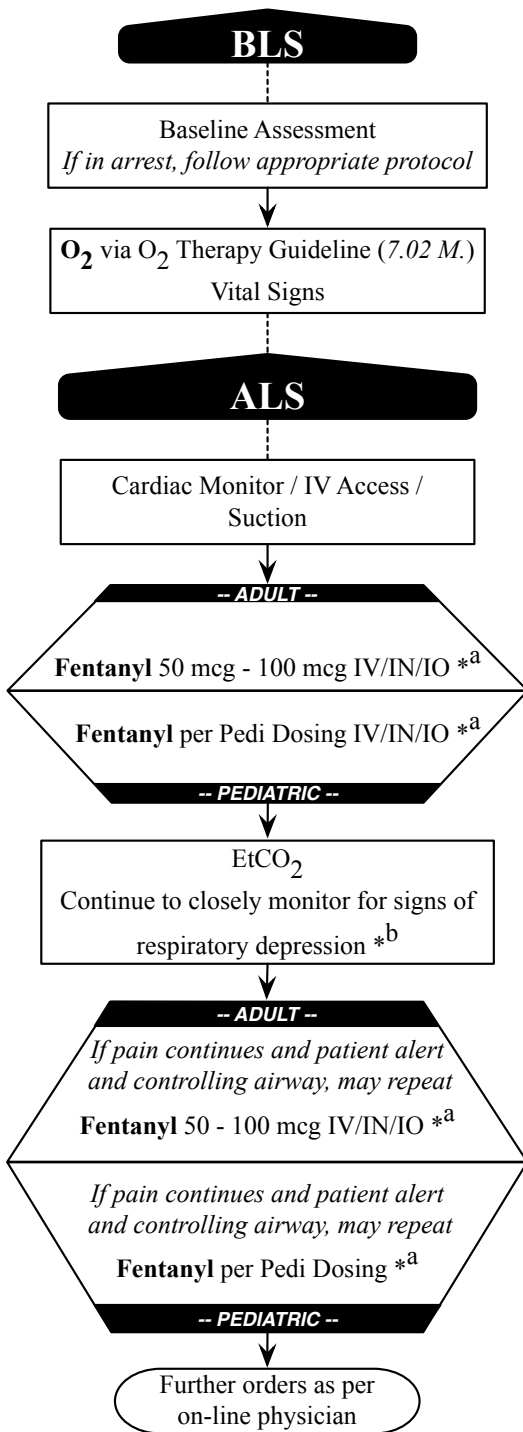 BLS
Baseline Assessment
If in arrest, follow appropriate protocol
O2 via O2 Therapy Guideline (7.02 M.)
Vital Signs
ALS
Cardiac Monitor / IV Access /
Suction
-- ADULT --
Fentanyl 50 mcg - 100 mcg IV/IN/IO *a
Fentanyl per Pedi Dosing IV/IN/IO *a
-- PEDIATRIC --
EtCO2
Continue to closely monitor for signs of
respiratory depression *b
-- ADULT --
If pain continues and patient alert
and controlling airway, may repeat
Fentanyl 50 - 100 mcg IV/IN/IO *a
If pain continues and patient alert
and controlling airway, may repeat
Fentanyl per Pedi Dosing *a
-- PEDIATRIC --
Further orders as per
on-line physician